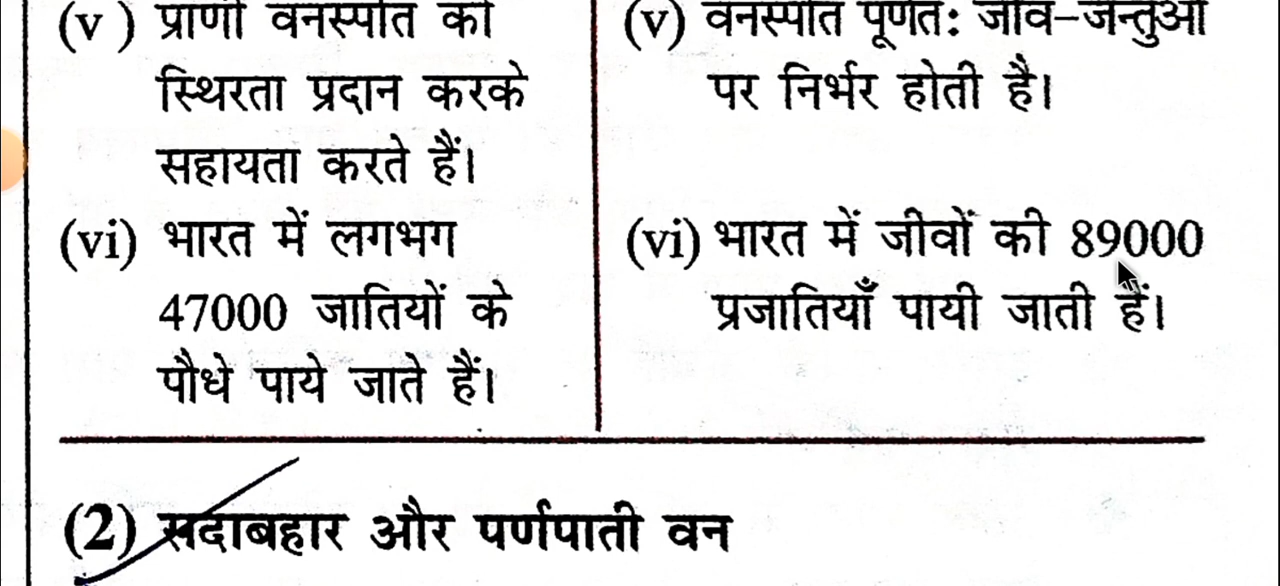 (v) प्राणी वनस्पति को
स्थिरता प्रदान करके
सहायता करते हैं।
(vi) भारत में लगभग
47000 जातियों के
पौधे पाये जाते हैं।
(v) वनस्पति पूर्णतः जीव-जन्तुओं
पर निर्भर होती है।
(vi) भारत में जीवों की 89000
प्रजातियाँ पायी जाती हैं।
(2) सदाबहार और पर्णपाती वन